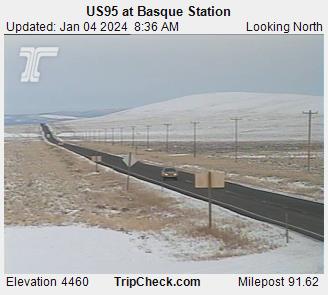 US95 at Basque Station
Updated: Jan 04 2024 8:36 AM Looking North
Elevation 4460 TripCheck.com Milepost 91.62